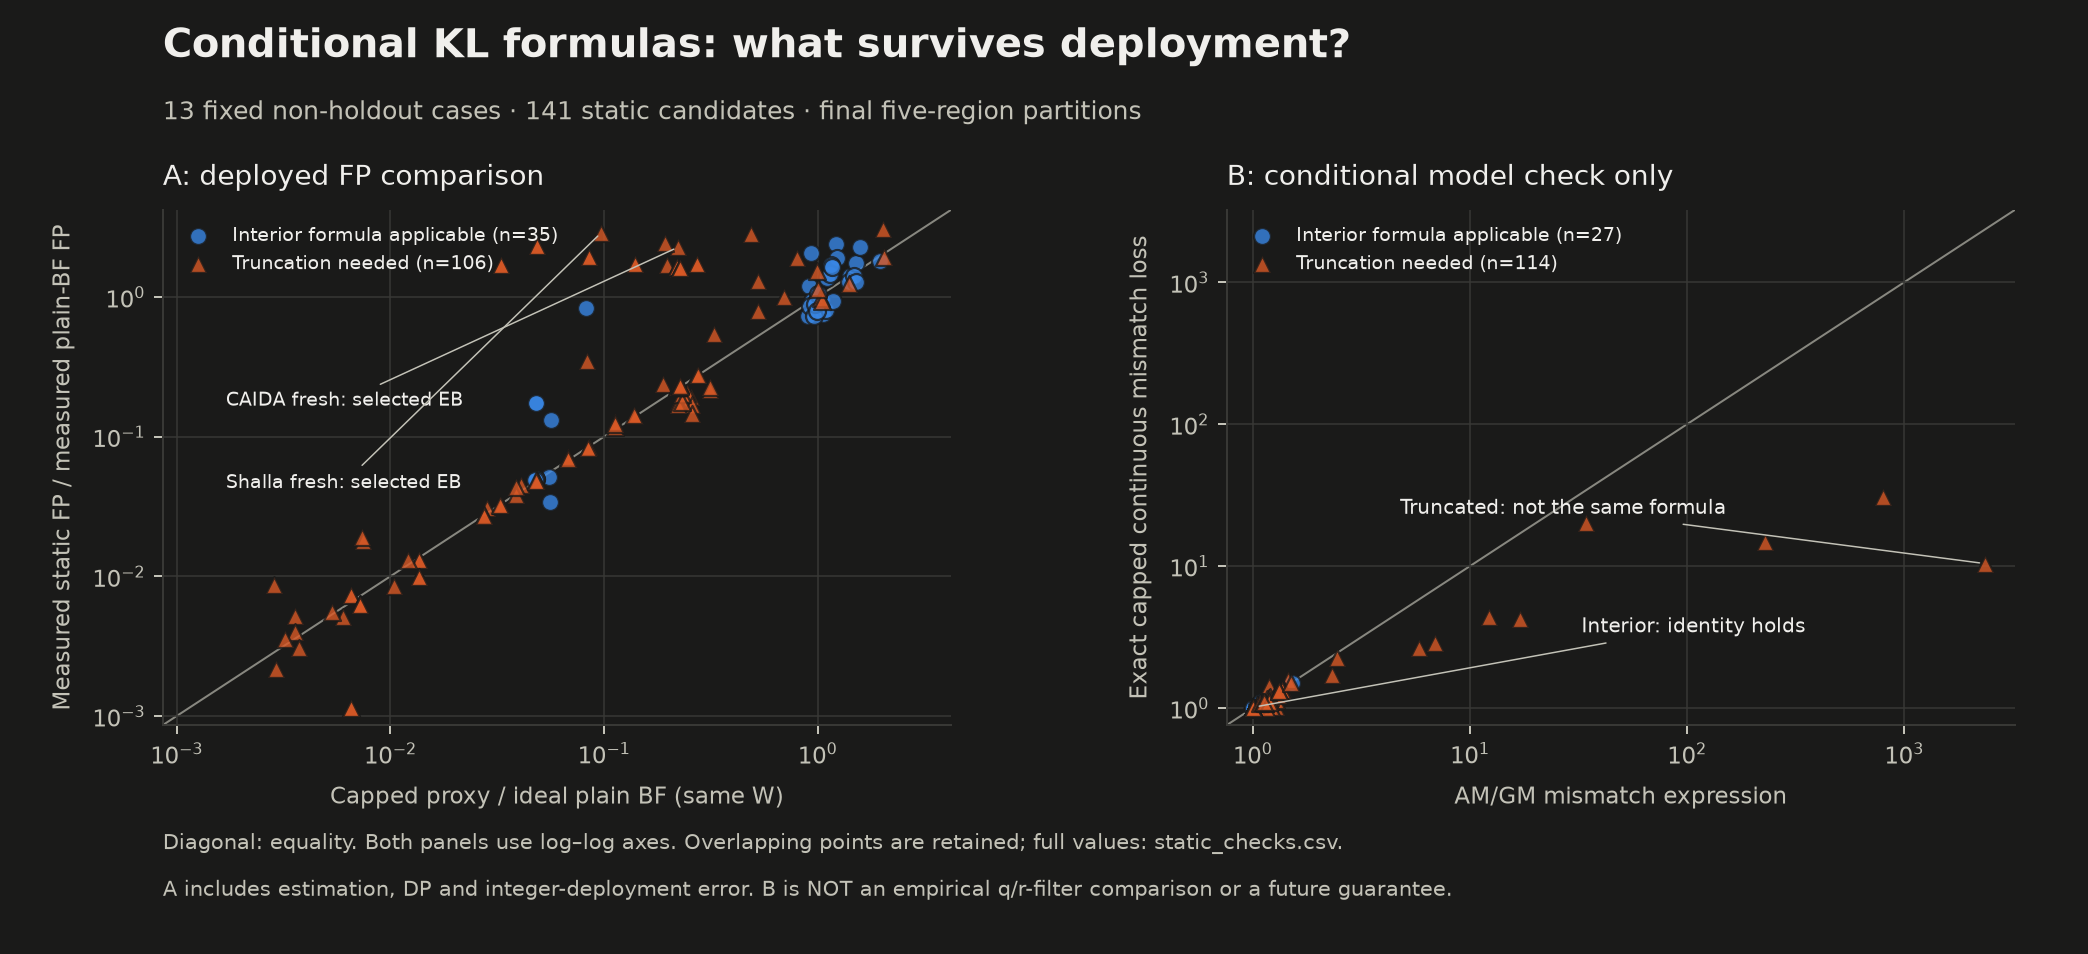 Conditional KL formulas: what survives deployment?
13 fixed non-holdout cases · 141 static candidates · final five-region partitions
A: deployed FP comparison
Measured static FP / measured plain-BF FP
10⁰
10⁻¹
10⁻²
10⁻³
Interior formula applicable (n=35)
Truncation needed (n=106)
CAIDA fresh: selected EB
Shalla fresh: selected EB
10⁻³
10⁻²
10⁻¹
10⁰
Capped proxy / ideal plain BF (same W)
B: conditional model check only
Exact capped continuous mismatch loss
10³
10²
10¹
10⁰
Interior formula applicable (n=27)
Truncation needed (n=114)
Truncated: not the same formula
Interior: identity holds
10⁰
10¹
10²
10³
AM/GM mismatch expression
Diagonal: equality. Both panels use log–log axes. Overlapping points are retained; full values: static_checks.csv.
A includes estimation, DP and integer-deployment error. B is NOT an empirical q/r-filter comparison or a future guarantee.